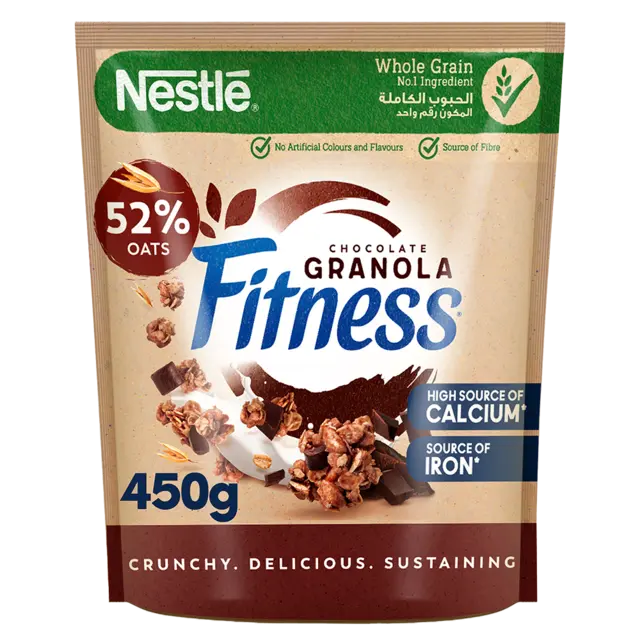 Nestlé®
Whole Grain
No.1 Ingredient
الحبوب الكاملة
المكون رقم واحد
No Artificial Colours and Flavours
Source of Fibre
52%
OATS
CHOCOLATE
GRANOLA
Fitness®
HIGH SOURCE OF
CALCIUM*
SOURCE OF
IRON*
450g
CRUNCHY. DELICIOUS. SUSTAINING